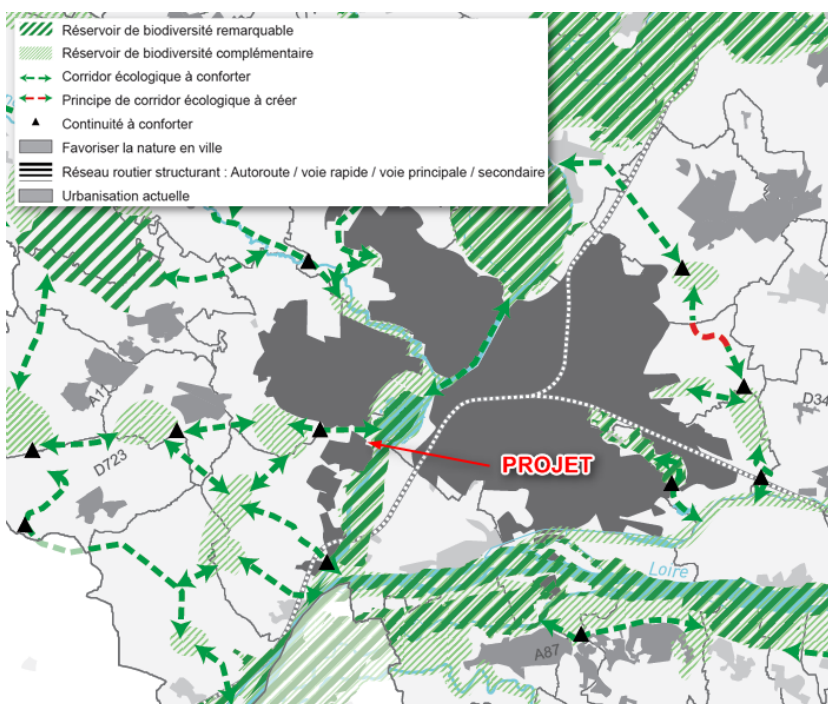 Réservoir de biodiversité remarquable
Réservoir de biodiversité complémentaire
Corridor écologique à conforter
Principe de corridor écologique à créer
Continuité à conforter
Favoriser la nature en ville
Réseau routier structurant : Autoroute / voie rapide / voie principale / secondaire
Urbanisation actuelle
D34
D723
PROJET
Loire
A87